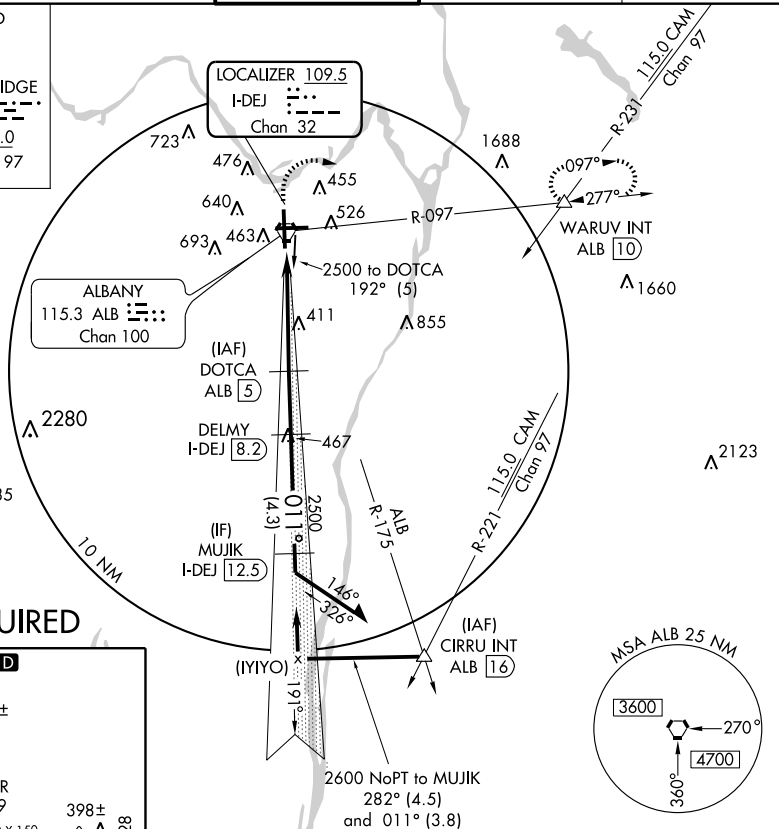 D
IDGE
.0
97
LOCALIZER 109.5
I-DEJ
Chan 32
115.0 CAM
Chan 97
R-231
723
476
455
1688
640
526
693
463
R-097
097°
277°
WARUV INT
ALB 10
2500 to DOTCA
192° (5)
1660
ALBANY
115.3 ALB
Chan 100
411
855
(IAF)
DOTCA
ALB 5
2280
DELMY
I-DEJ 8.2
467
115.0 CAM
Chan 97
R-221
2123
35
011°
2500
(4.3)
ALB
R-175
10 NM
(IF)
MUJIK
I-DEJ 12.5
146°
326°
UIRED
(IAF)
CIRRU INT
ALB 16
(IYIYO)
191°
D
±
R
9
398±
X 150
98
2600 NoPT to MUJIK
282° (4.5)
and 011° (3.8)
MSA ALB 25 NM
3600
270°
4700
360°